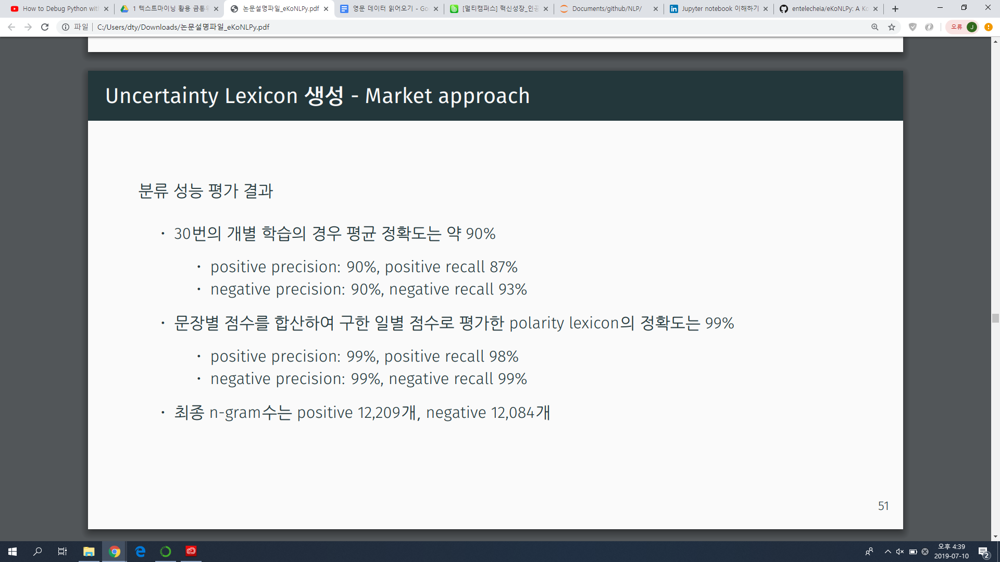 How to Debug Python wit
1 텍스트마이닝 활용 금통위
논문설명파일_eKoNLPy.pdf
영문 데이터 읽어오기 - Go
[멀티캠퍼스] 혁신성장_인공
Documents/github/NLP/
Jupyter notebook 이해하기
entelecheia/eKoNLPy: A Ko
파일 C:/Users/dty/Downloads/논문설명파일_eKoNLPy.pdf
오류 J
Uncertainty Lexicon 생성 - Market approach
분류 성능 평가 결과
• 30번의 개별 학습의 경우 평균 정확도는 약 90%
• positive precision: 90%, positive recall 87%
• negative precision: 90%, negative recall 93%
• 문장별 점수를 합산하여 구한 일별 점수로 평가한 polarity lexicon의 정확도는 99%
• positive precision: 99%, positive recall 98%
• negative precision: 99%, negative recall 99%
• 최종 n-gram수는 positive 12,209개, negative 12,084개
51
오후 4:39
2019-07-10
2